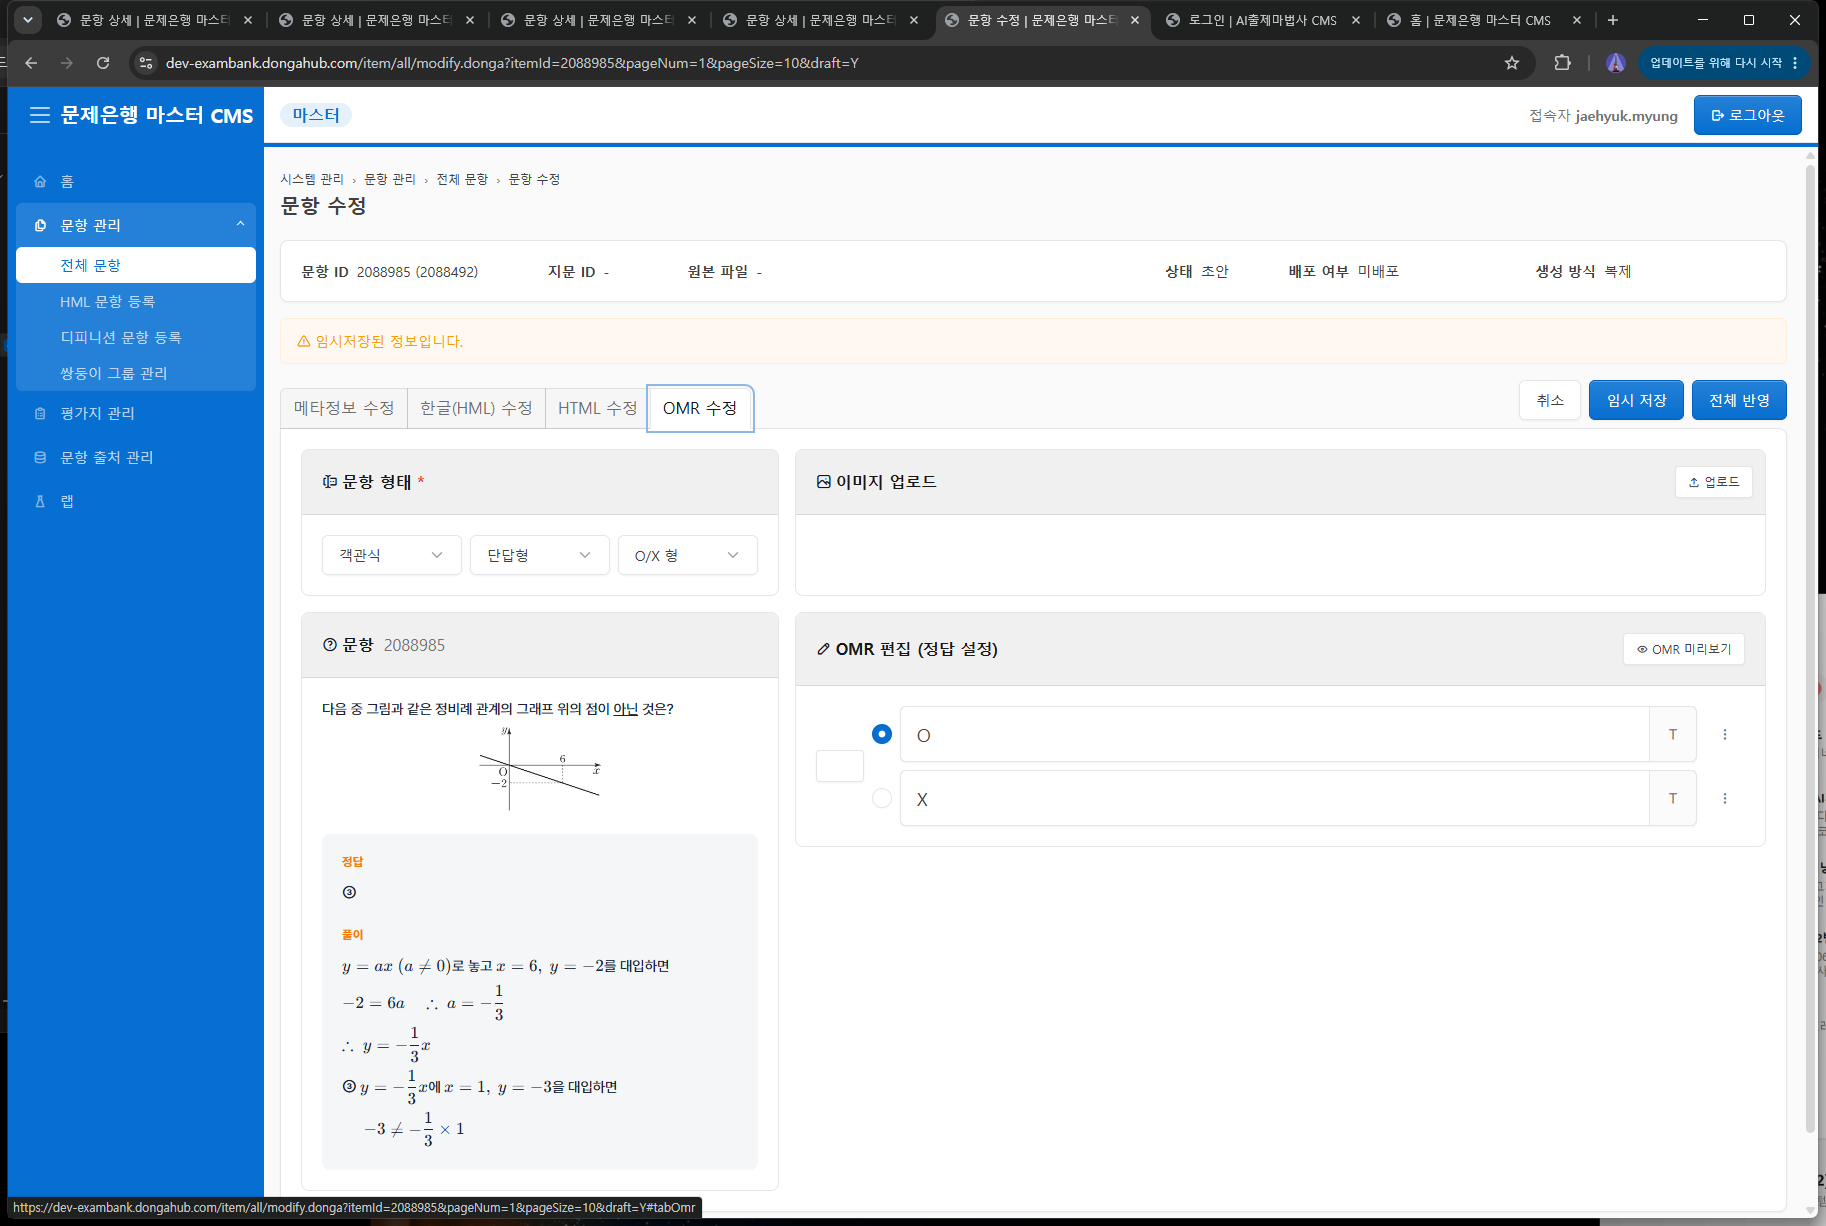 문항 상세 | 문제은행 마스터
문항 상세 | 문제은행 마스터
문항 상세 | 문제은행 마스터
문항 상세 | 문제은행 마스터
문항 수정 | 문제은행 마스터
로그인 | AI출제마법사 CMS
홈 | 문제은행 마스터 CMS
dev-exambank.dongahub.com/item/all/modify.donga?itemId=2088985&pageNum=1&pageSize=10&draft=Y
업데이트를 위해 다시 시작
문제은행 마스터 CMS
마스터
접속자 jaehyuk.myung
로그아웃
홈
문항 관리
전체 문항
HML 문항 등록
디피니션 문항 등록
쌍둥이 그룹 관리
평가지 관리
문항 출처 관리
랩
시스템 관리 › 문항 관리 › 전체 문항 › 문항 수정
문항 수정
문항 ID 2088985 (2088492)
지문 ID -
원본 파일 -
상태 초안
배포 여부 미배포
생성 방식 복제
임시저장된 정보입니다.
메타정보 수정
한글(HML) 수정
HTML 수정
OMR 수정
취소
임시 저장
전체 반영
문항 형태 *
객관식
단답형
O/X 형
이미지 업로드
업로드
문항 2088985
다음 중 그림과 같은 정비례 관계의 그래프 위의 점이 아닌 것은?
y
6
O
x
−2
정답
③
풀이
y = ax (a ≠ 0)로 놓고 x = 6, y = −2를 대입하면
−2 = 6a ∴ a = −1/3
∴ y = −1/3x
③ y = −1/3x에 x = 1, y = −3을 대입하면
−3 ≠ −1/3 × 1
OMR 편집 (정답 설정)
OMR 미리보기
O
T
X
T
https://dev-exambank.dongahub.com/item/all/modify.donga?itemId=2088985&pageNum=1&pageSize=10&draft=Y#tabOmr